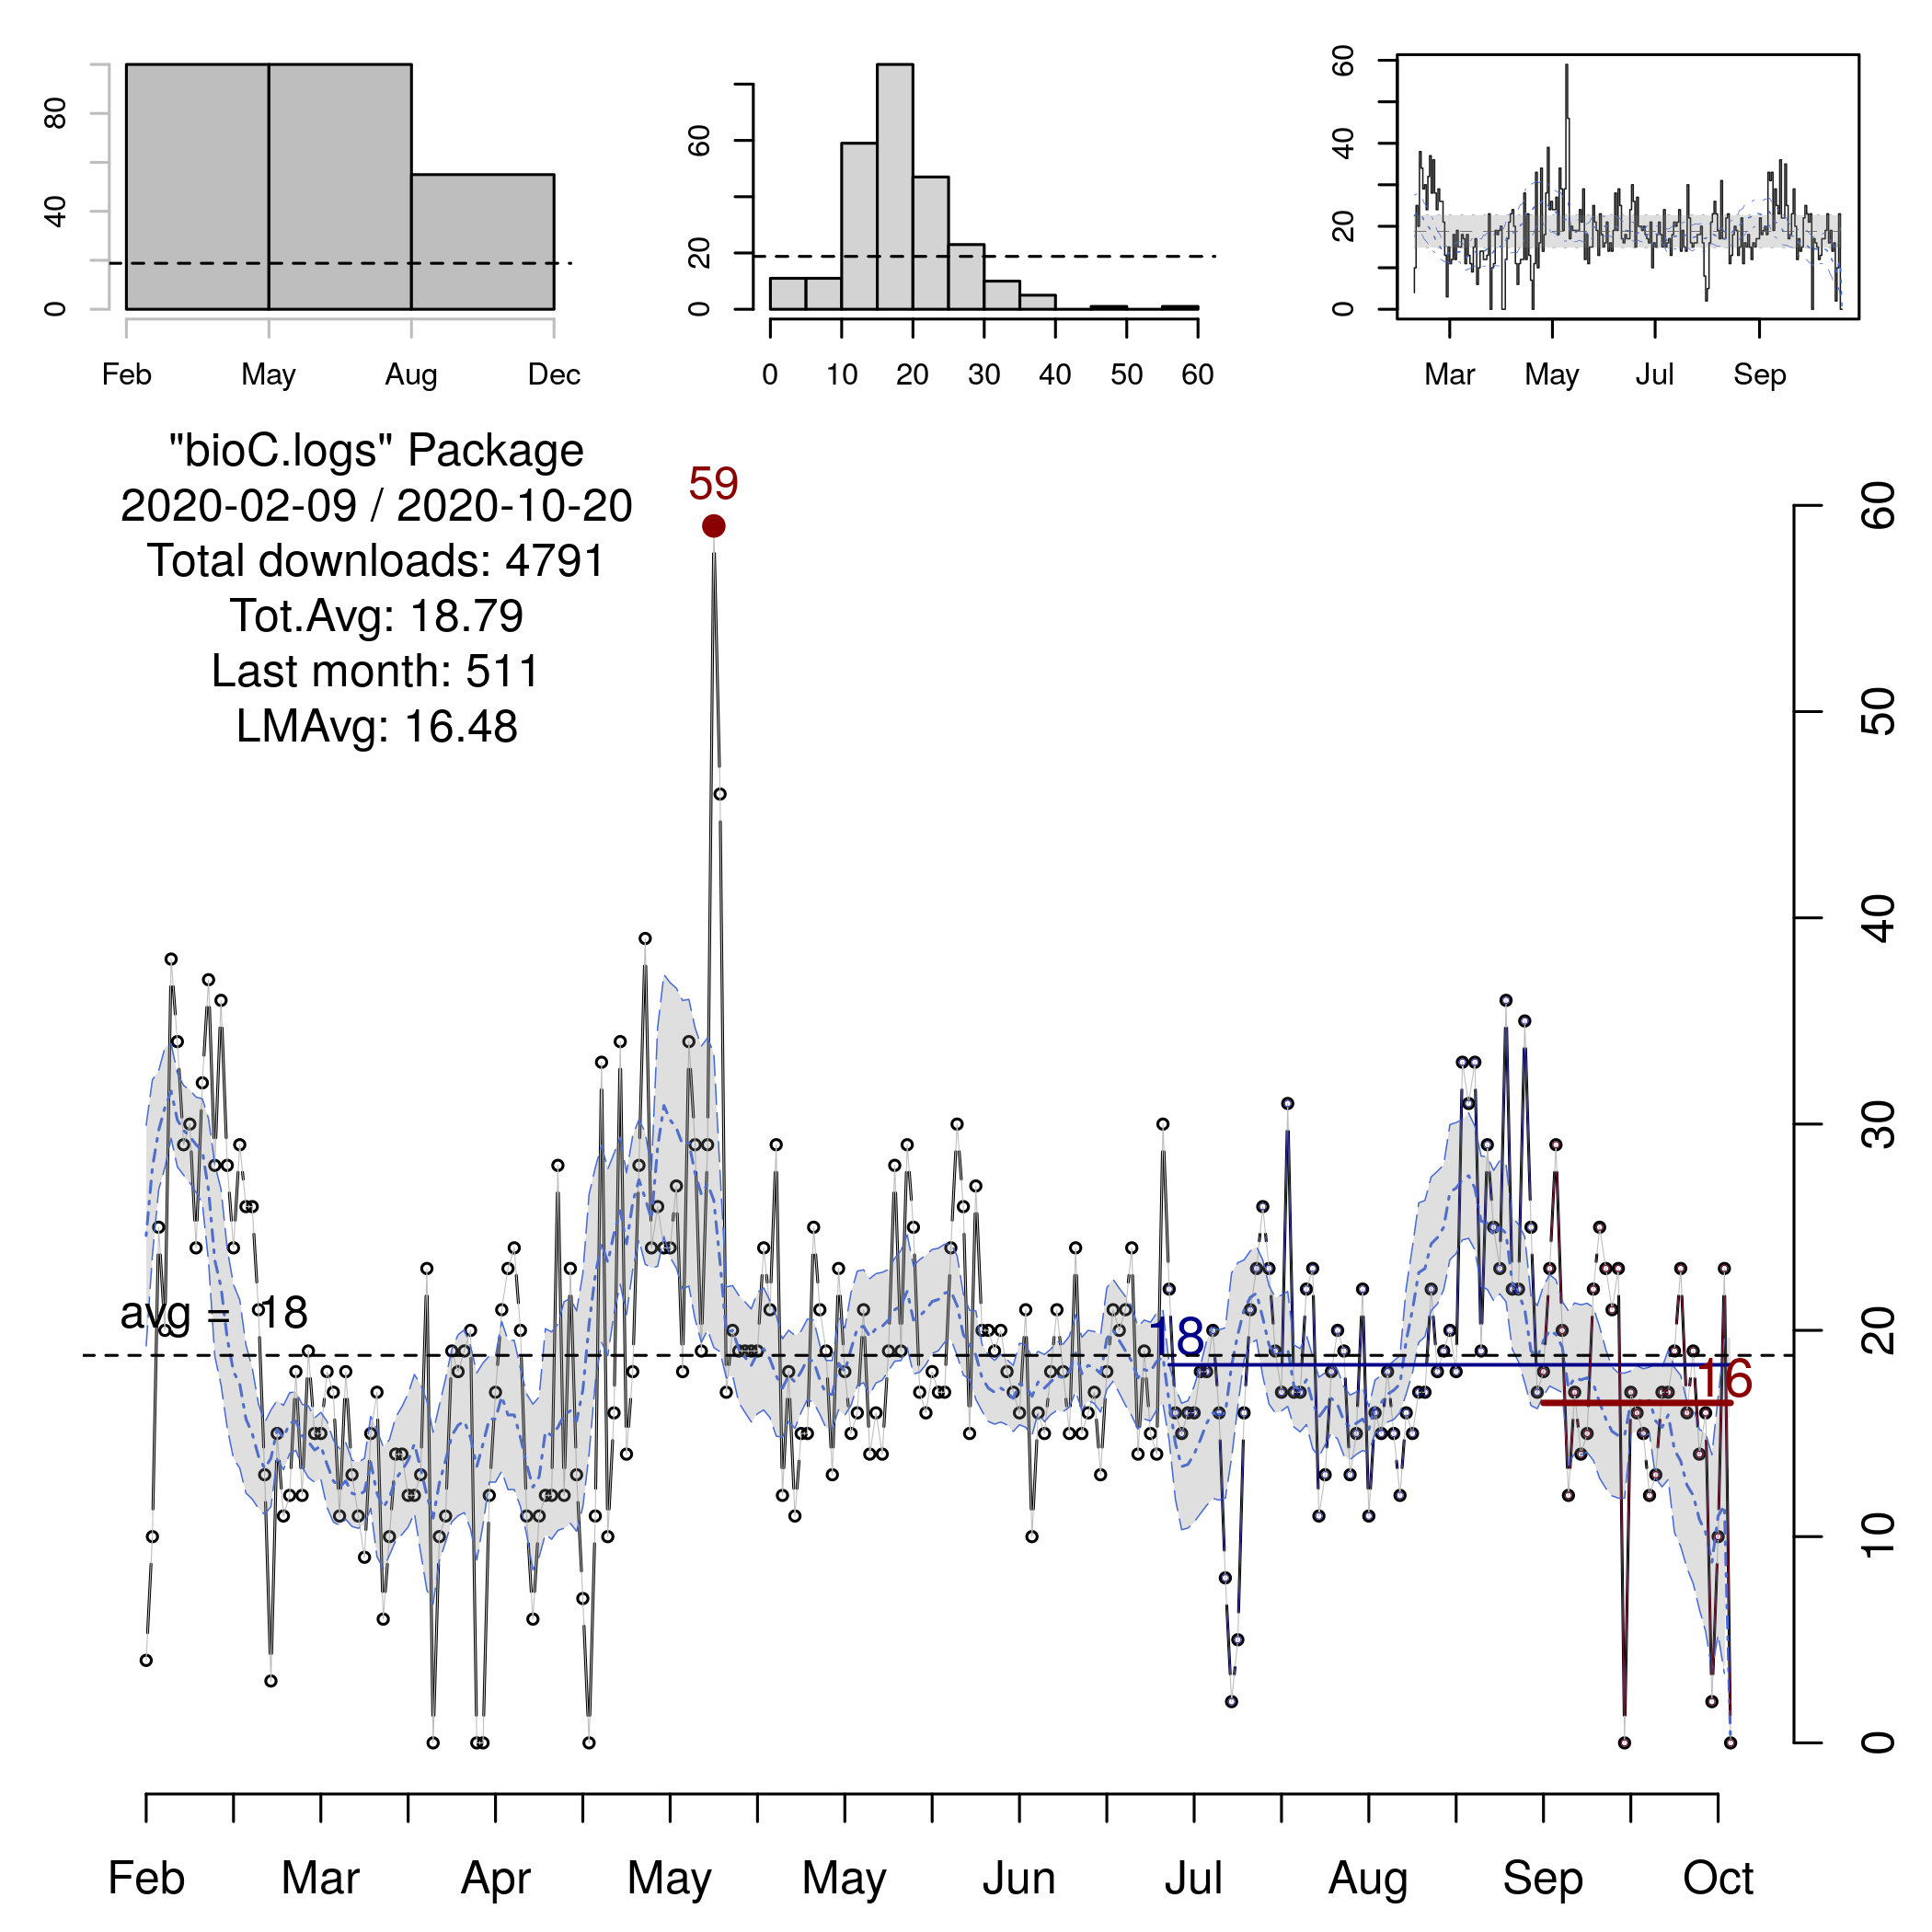 80
40
0
Feb May Aug Dec
60
20
0
0 10 20 30 40 50 60
60
40
20
0
Mar May Jul Sep
"bioC.logs" Package
2020-02-09 / 2020-10-20
Total downloads: 4791
Tot.Avg: 18.79
Last month: 511
LMAvg: 16.48
59
avg = 18
18
16
60
50
40
30
20
10
0
Feb Mar Apr May May Jun Jul Aug Sep Oct